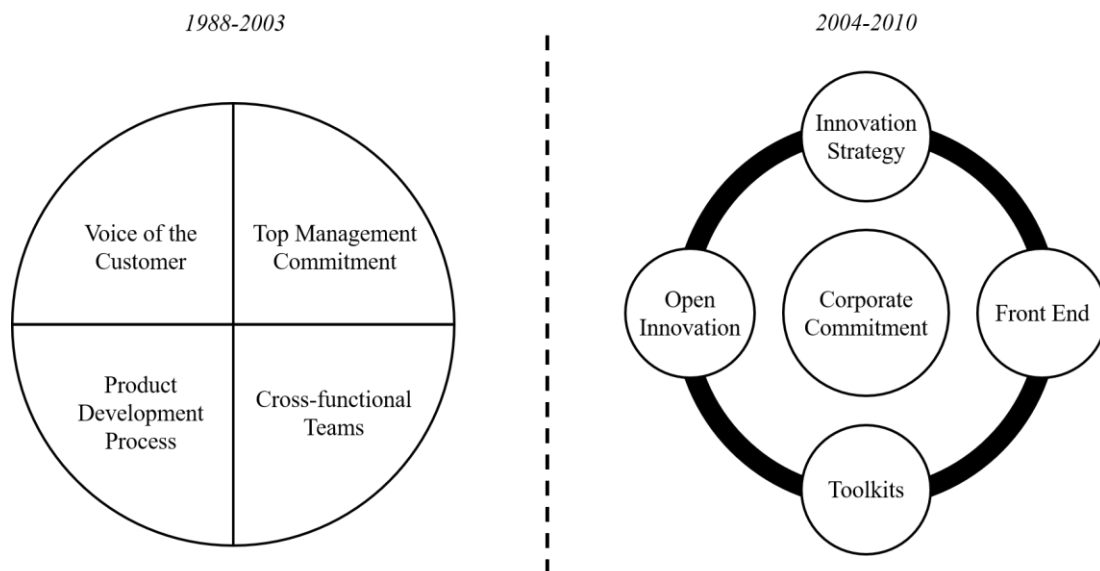 1988-2003
Voice of the
Customer
Top Management
Commitment
Product
Development
Process
Cross-functional
Teams
2004-2010
Innovation
Strategy
Open
Innovation
Corporate
Commitment
Front End
Toolkits